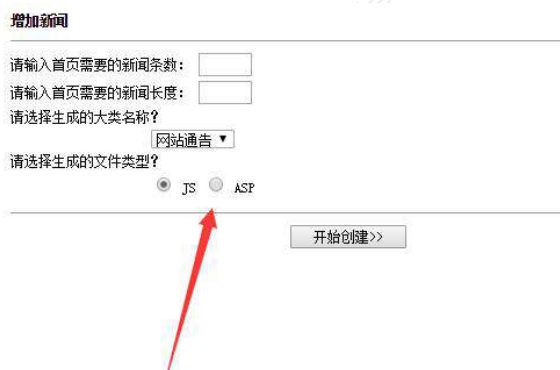 增加新闻
请输入首页需要的新闻条数：
请输入首页需要的新闻长度：
请选择生成的大类名称?
网站通告
请选择生成的文件类型?
JS ASP
开始创建>>